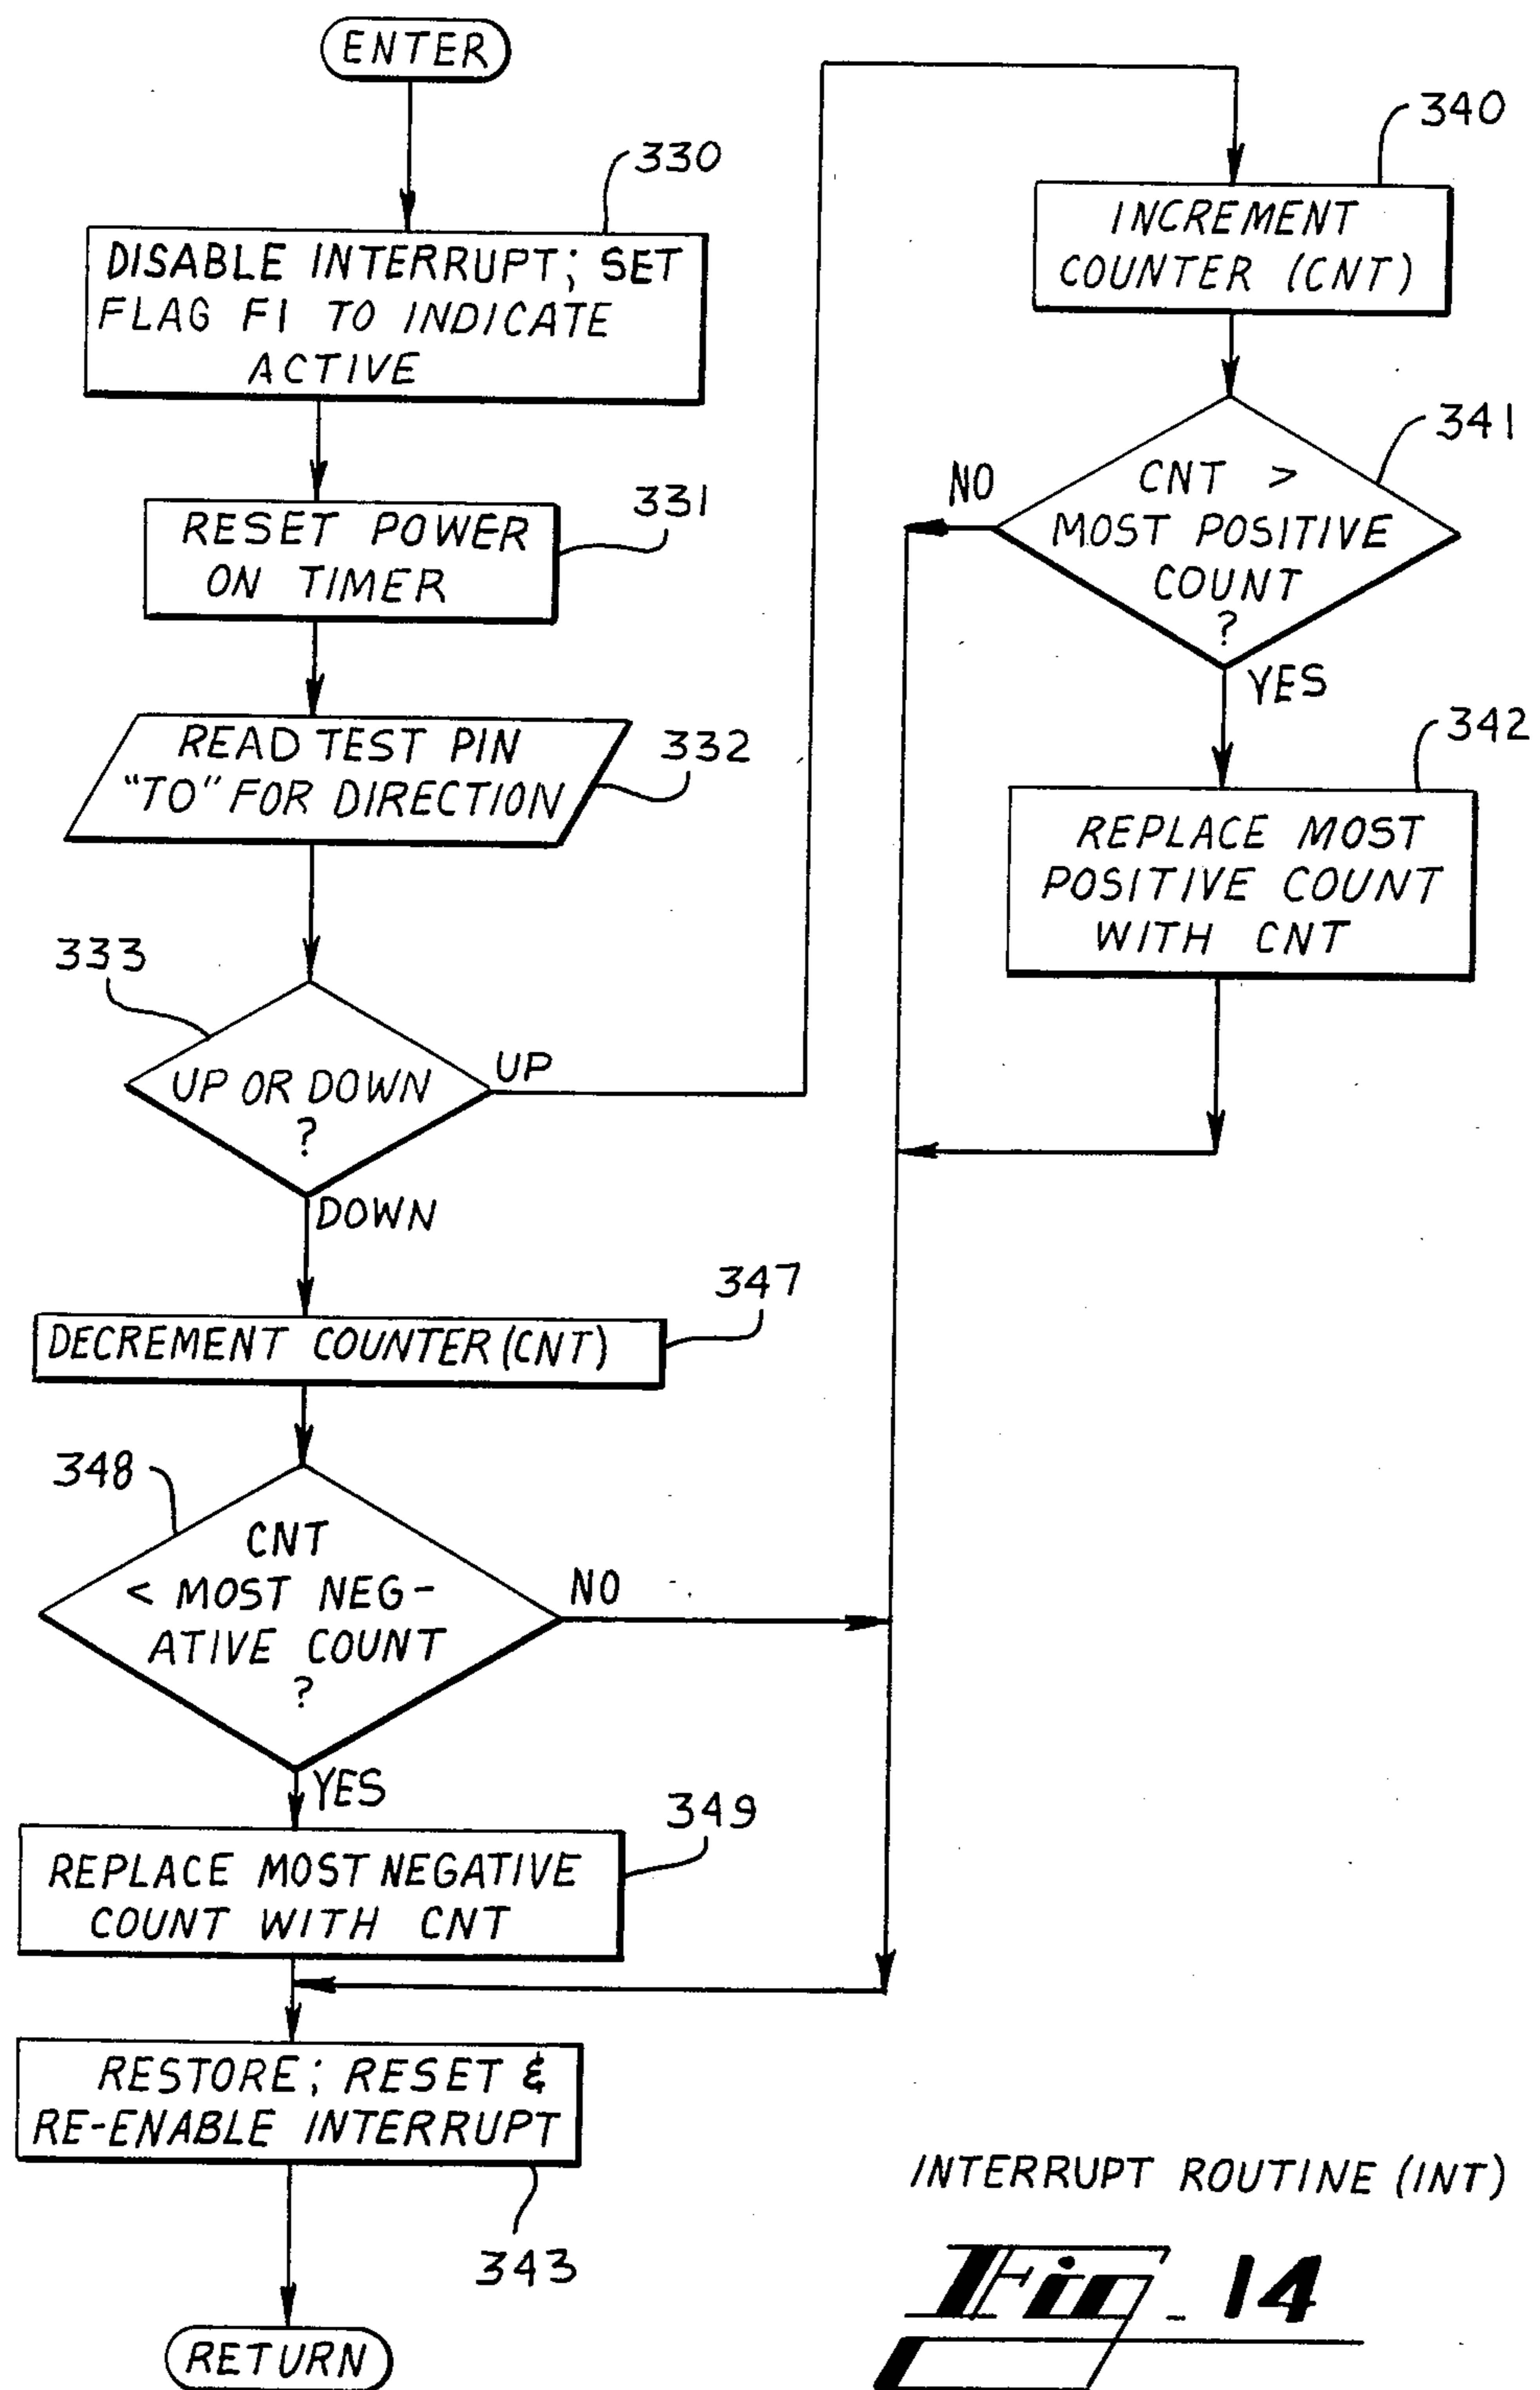 ENTER
330
DISABLE INTERRUPT; SET
FLAG F1 TO INDICATE
ACTIVE
331
RESET POWER
ON TIMER
332
READ TEST PIN
"TO" FOR DIRECTION
333
UP OR DOWN
?
UP
DOWN
347
DECREMENT COUNTER (CNT)
348
CNT
< MOST NEG-
ATIVE COUNT
?
NO
YES
349
REPLACE MOST NEGATIVE
COUNT WITH CNT
RESTORE; RESET &
RE-ENABLE INTERRUPT
343
RETURN
340
INCREMENT
COUNTER (CNT)
341
CNT >
MOST POSITIVE
COUNT
?
NO
YES
342
REPLACE MOST
POSITIVE COUNT
WITH CNT
INTERRUPT ROUTINE (INT)
Fig_14